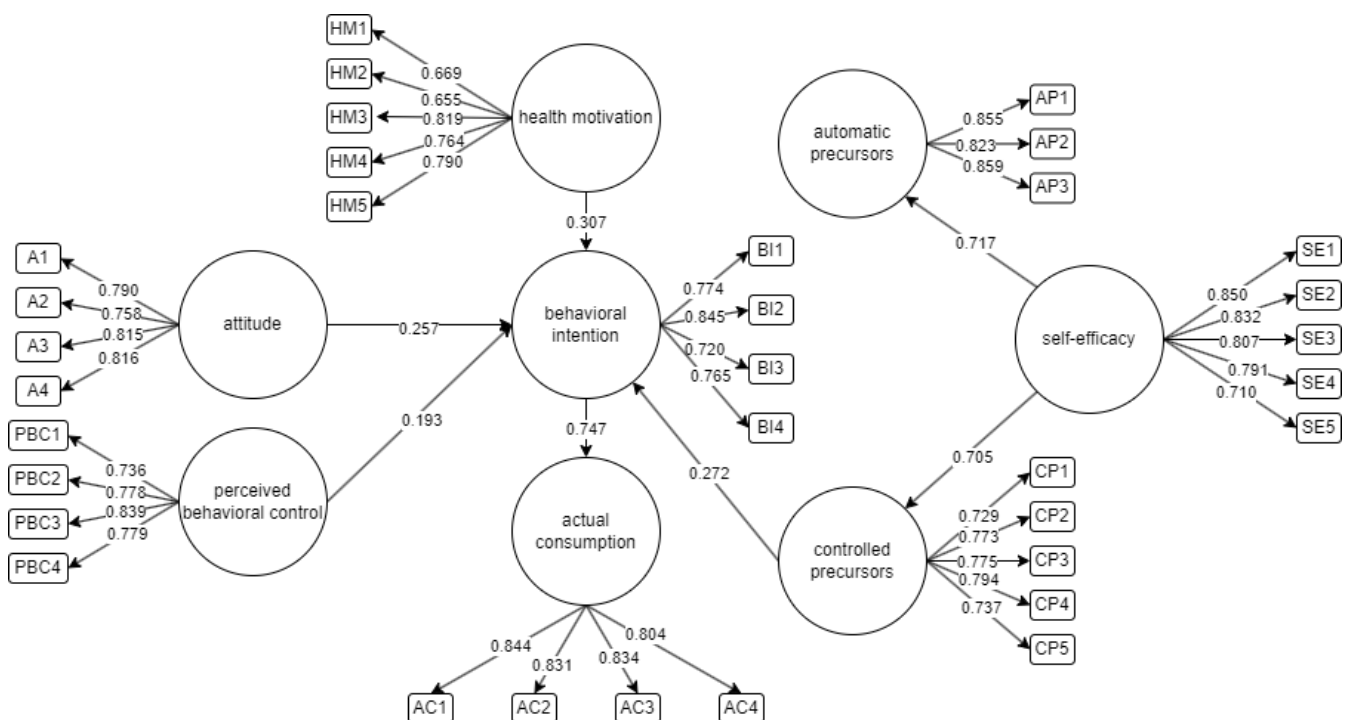 HM1
HM2
HM3
HM4
HM5
0.669
0.655
0.819
0.764
0.790
health motivation
0.307
automatic
precursors
0.855
0.823
0.859
AP1
AP2
AP3
0.717
A1
A2
A3
A4
0.790
0.758
0.815
0.816
attitude
0.257
behavioral
intention
0.774
0.845
0.720
0.765
BI1
BI2
BI3
BI4
self-efficacy
0.850
0.832
0.807
0.791
0.710
SE1
SE2
SE3
SE4
SE5
PBC1
PBC2
PBC3
PBC4
0.736
0.778
0.839
0.779
perceived
behavioral control
0.193
0.747
0.272
0.705
actual
consumption
0.844
0.831
0.834
0.804
AC1
AC2
AC3
AC4
controlled
precursors
0.729
0.773
0.775
0.794
0.737
CP1
CP2
CP3
CP4
CP5